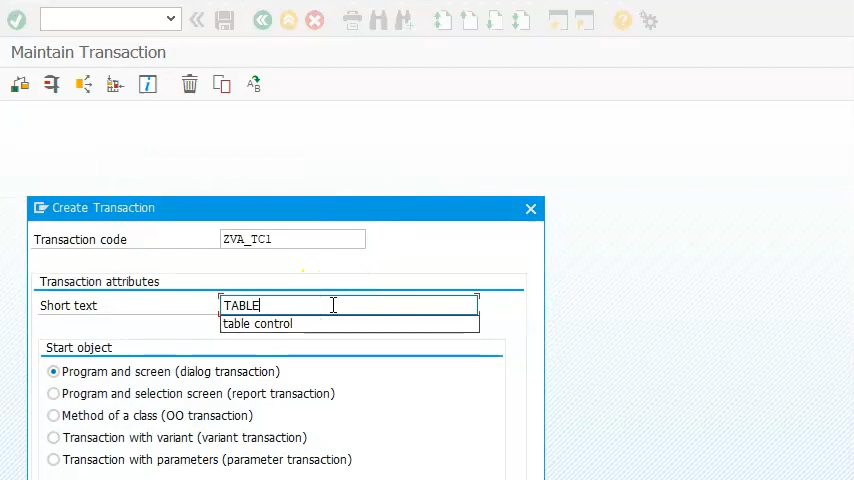 Maintain Transaction
Create Transaction
Transaction code ZVA_TC1
Transaction attributes
Short text TABLE
table control
Start object
Program and screen (dialog transaction)
Program and selection screen (report transaction)
Method of a class (OO transaction)
Transaction with variant (variant transaction)
Transaction with parameters (parameter transaction)